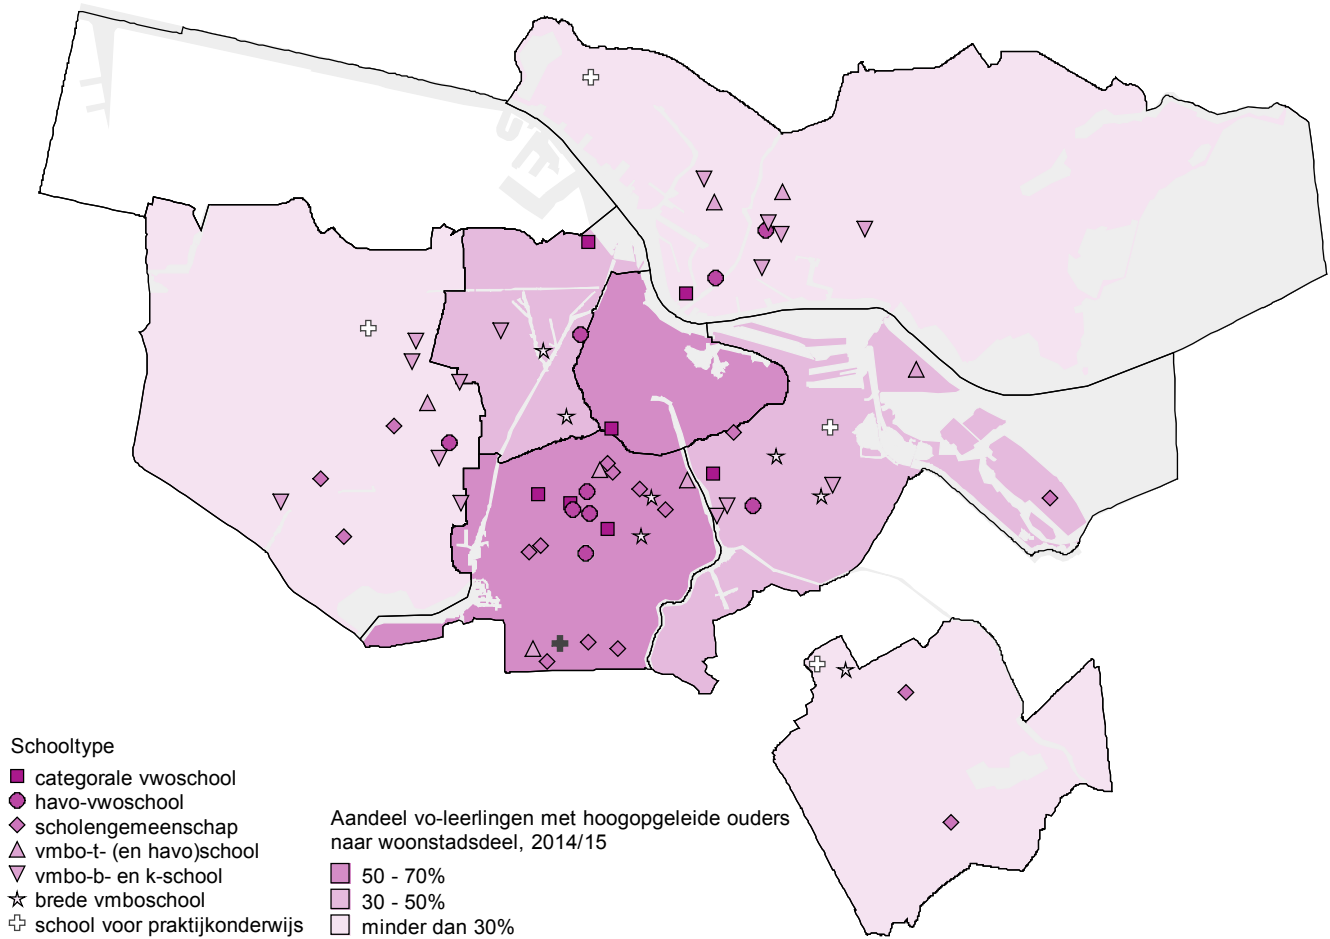 Schooltype
categorale vwoschool
havo-vwoschool
scholengemeenschap
vmbo-t- (en havo)school
vmbo-b- en k-school
brede vmboschool
school voor praktijkonderwijs
Aandeel vo-leerlingen met hoogopgeleide ouders
naar woonstadsdeel, 2014/15
50 - 70%
30 - 50%
minder dan 30%